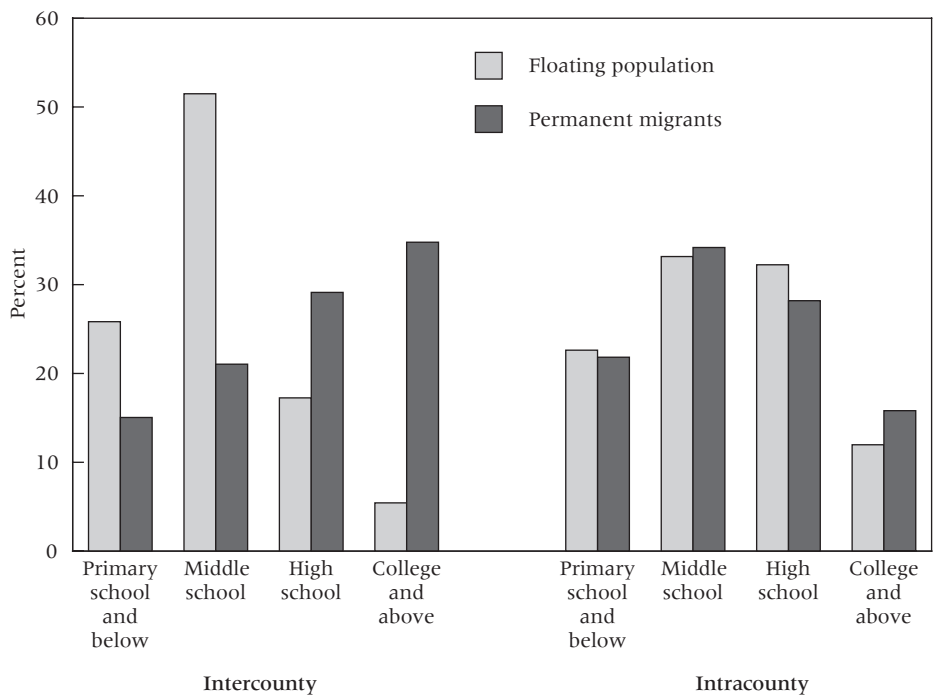 60
50
40
30
20
10
0
Percent
Floating population
Permanent migrants
Primary
school
and
below
Middle
school
High
school
College
and
above
Primary
school
and
below
Middle
school
High
school
College
and
above
Intercounty
Intracounty